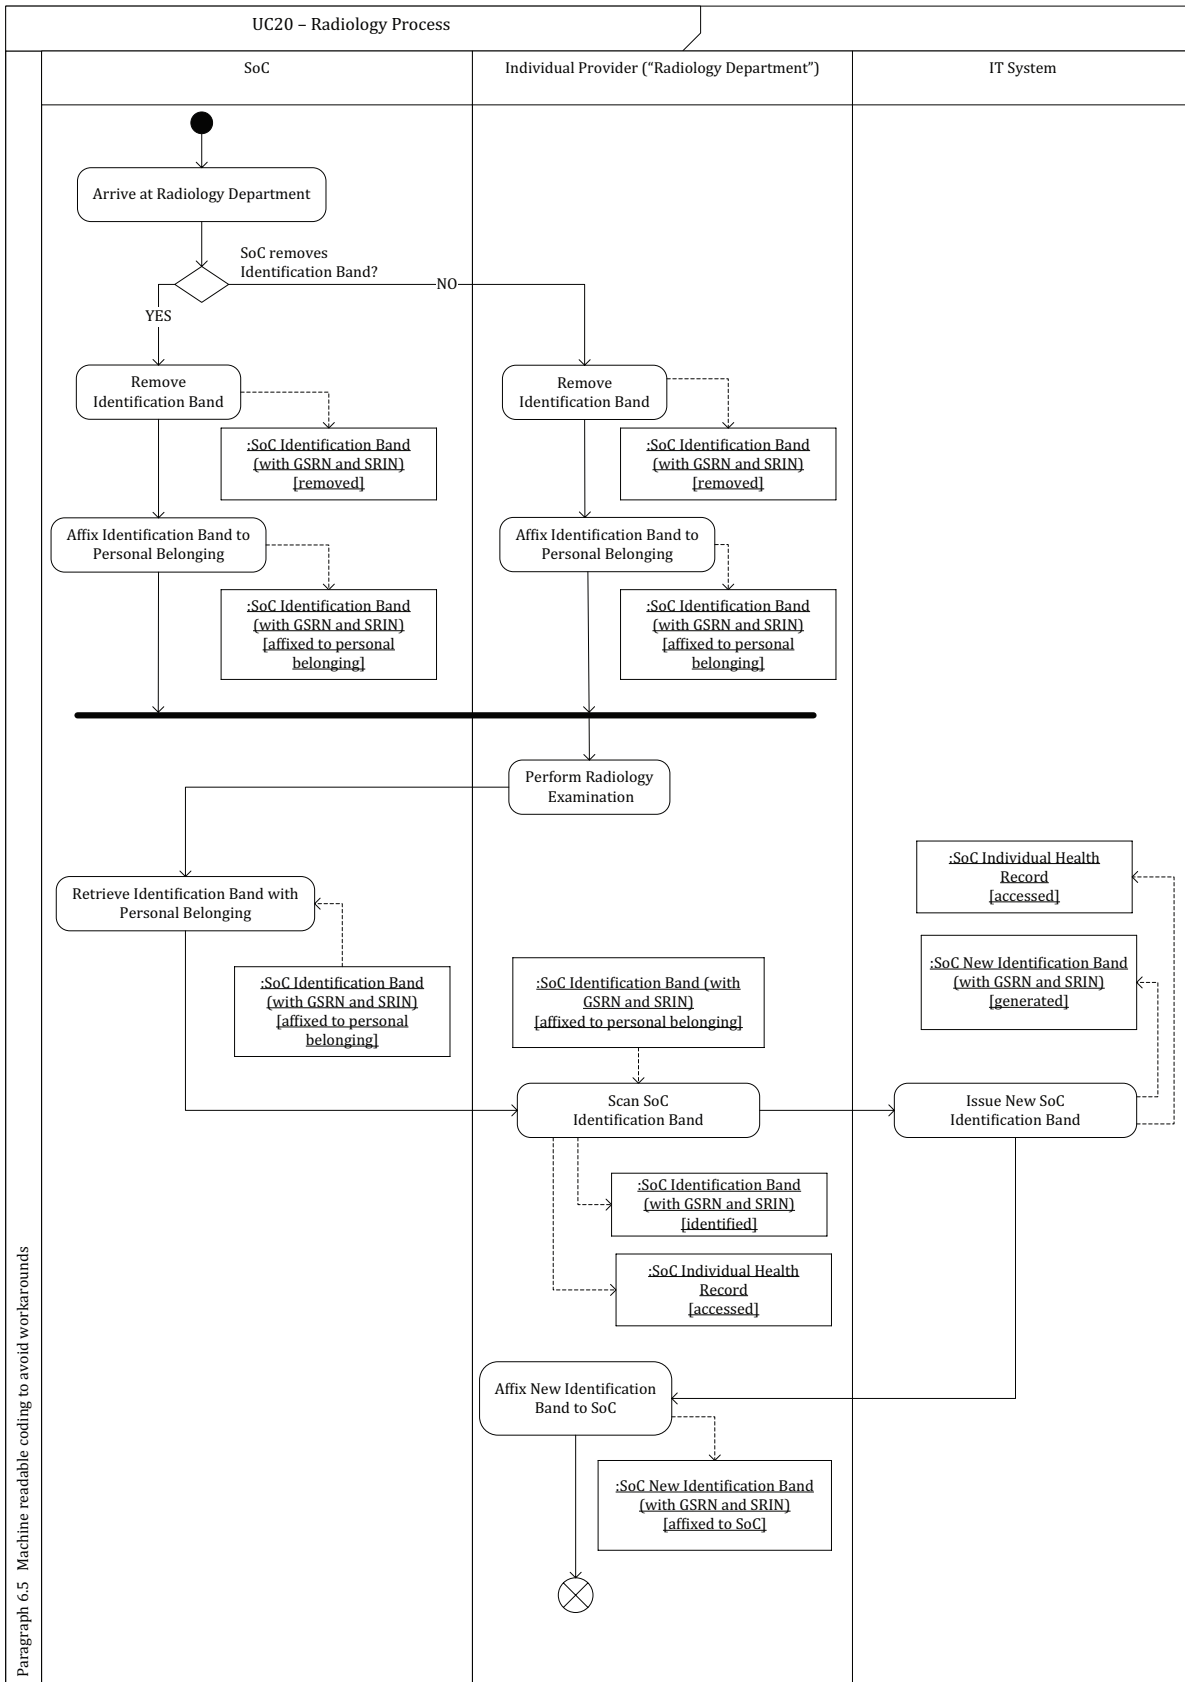 UC20 – Radiology Process
SoC
Individual Provider (“Radiology Department”)
IT System
Arrive at Radiology Department
SoC removes
Identification Band?
NO
YES
Remove
Identification Band
Remove
Identification Band
:SoC Identification Band
(with GSRN and SRIN)
[removed]
:SoC Identification Band
(with GSRN and SRIN)
[removed]
Affix Identification Band to
Personal Belonging
Affix Identification Band to
Personal Belonging
:SoC Identification Band
(with GSRN and SRIN)
[affixed to personal
belonging]
:SoC Identification Band
(with GSRN and SRIN)
[affixed to personal
belonging]
Perform Radiology
Examination
:SoC Individual Health
Record
[accessed]
Retrieve Identification Band with
Personal Belonging
:SoC New Identification Band
(with GSRN and SRIN)
[generated]
:SoC Identification Band
(with GSRN and SRIN)
[affixed to personal
belonging]
:SoC Identification Band (with
GSRN and SRIN)
[affixed to personal belonging]
Scan SoC
Identification Band
Issue New SoC
Identification Band
:SoC Identification Band
(with GSRN and SRIN)
[identified]
:SoC Individual Health
Record
[accessed]
Affix New Identification
Band to SoC
:SoC New Identification Band
(with GSRN and SRIN)
[affixed to SoC]
Paragraph 6.5  Machine readable coding to avoid workarounds